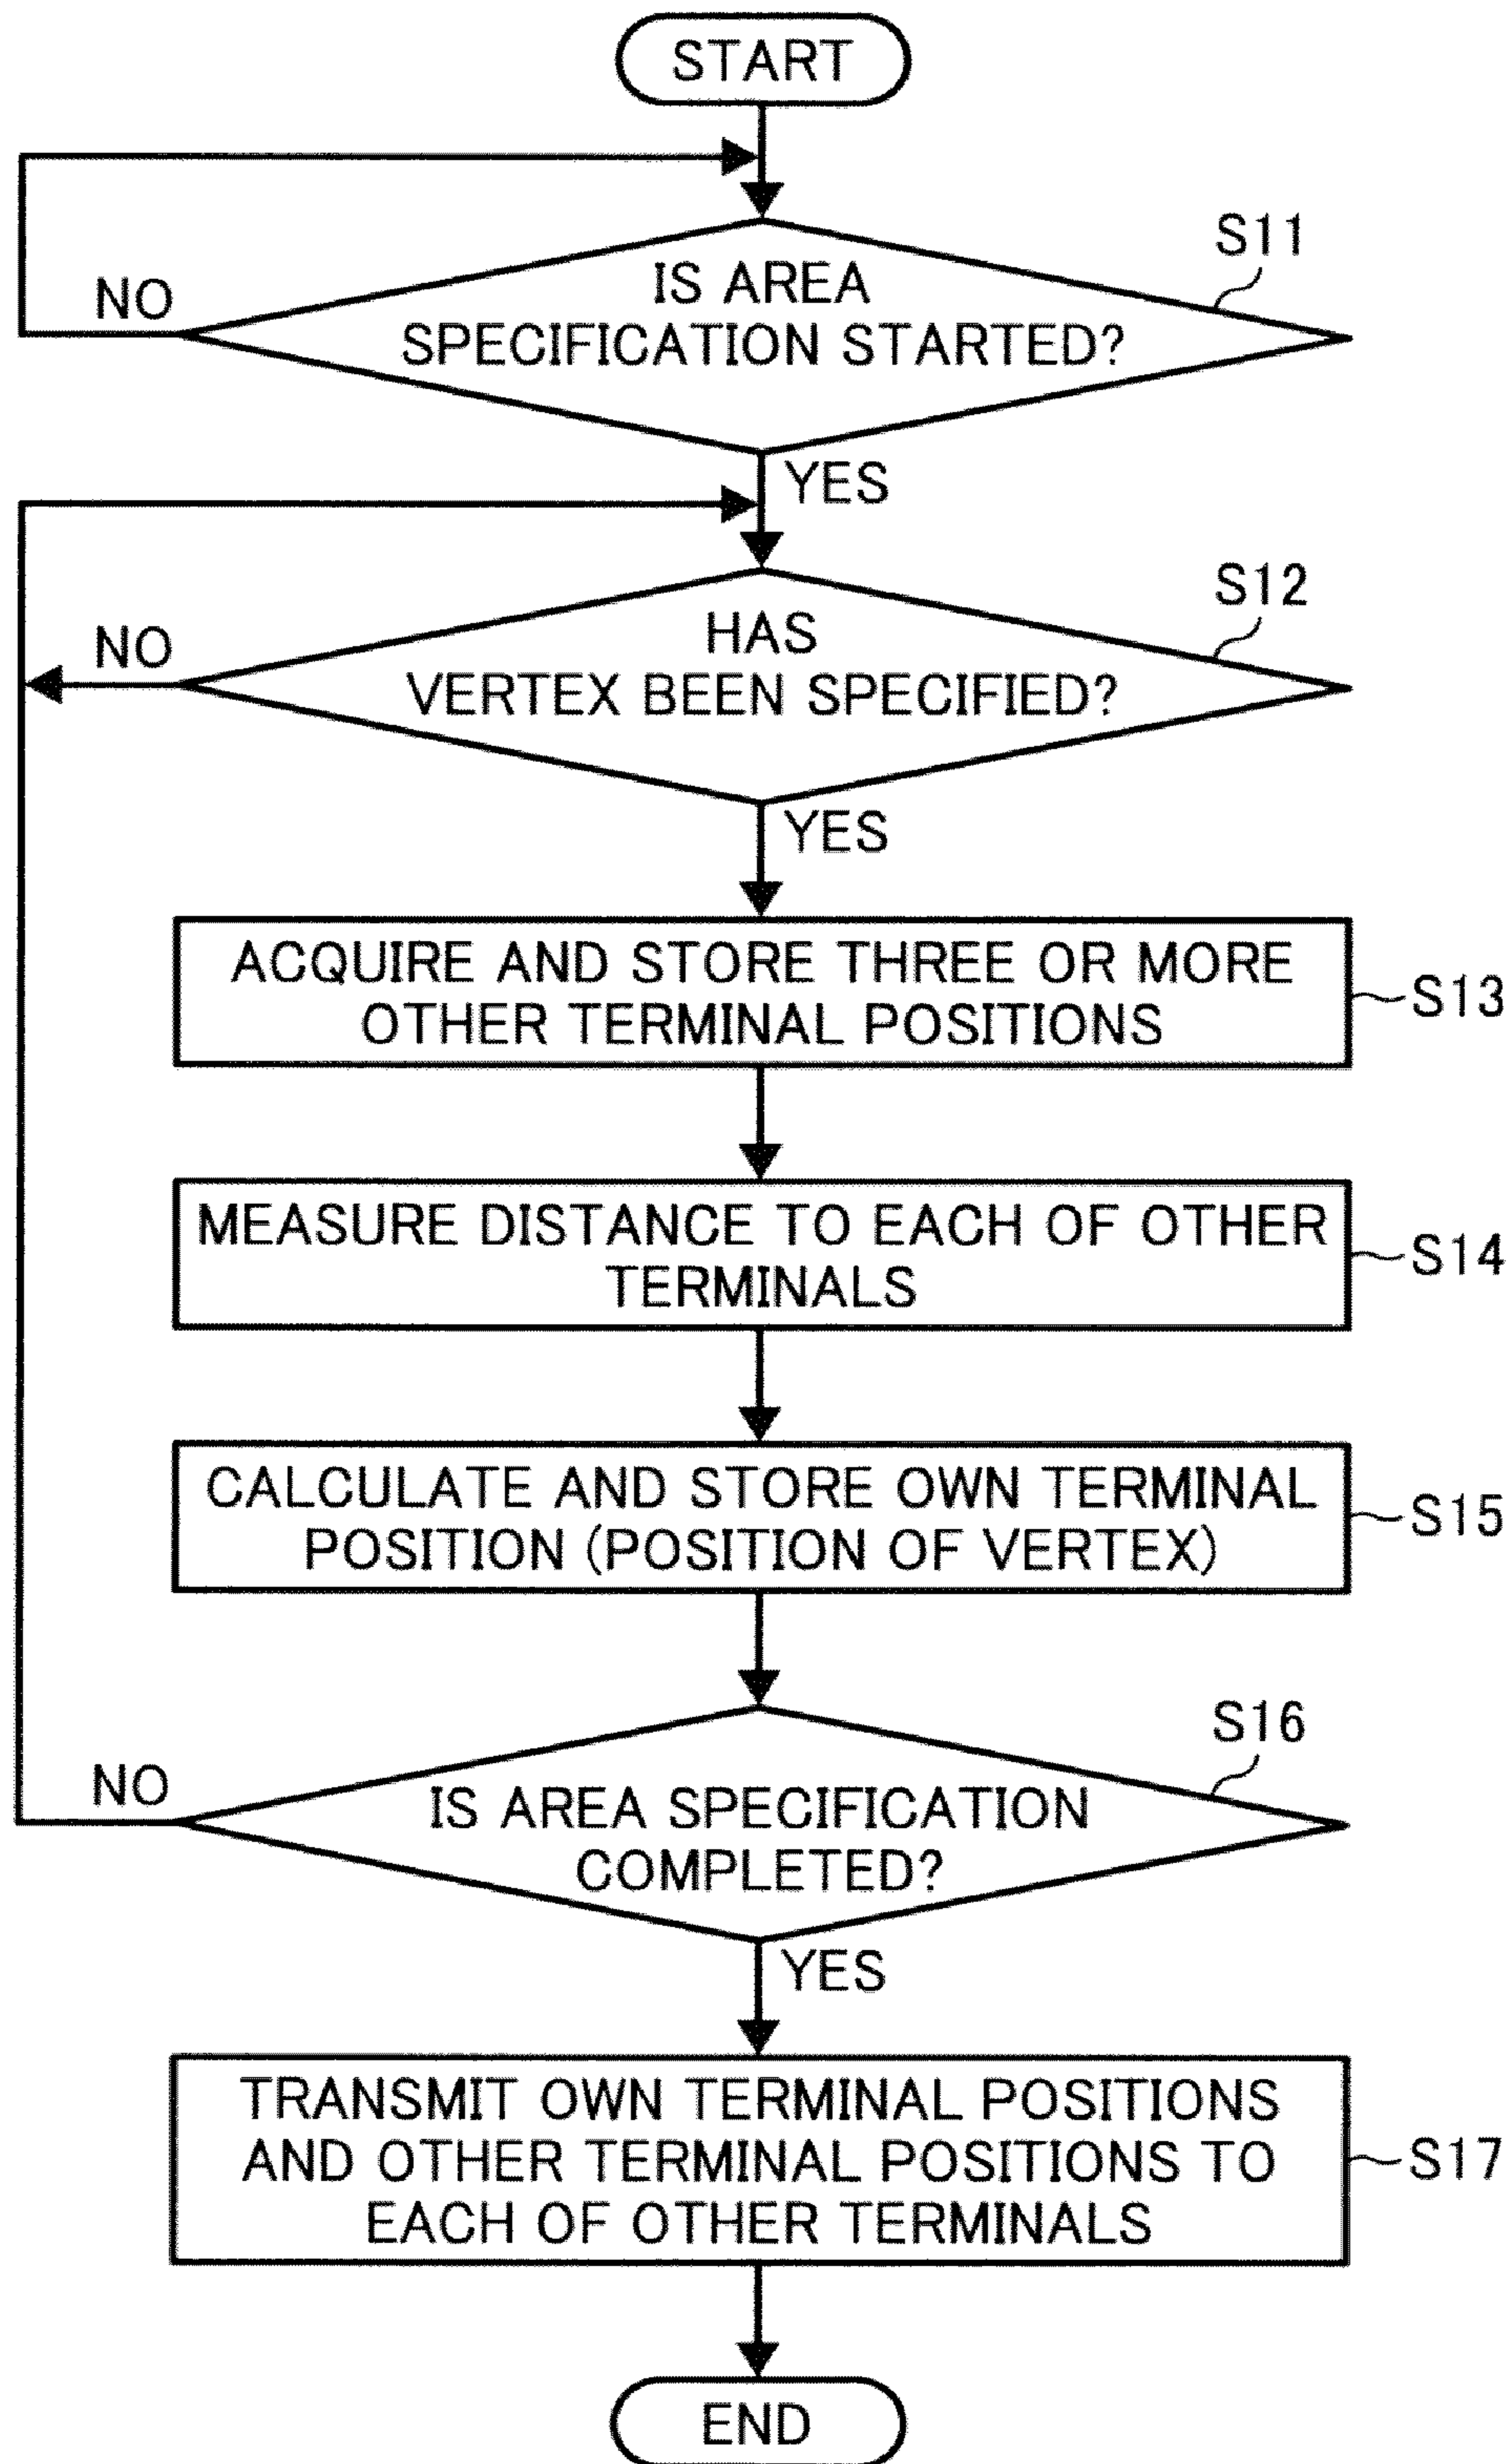 START
S11
IS AREA
NO
SPECIFICATION STARTED?
YES
S12
HAS
NO
VERTEX BEEN SPECIFIED?
YES
ACQUIRE AND STORE THREE OR MORE
OTHER TERMINAL POSITIONS
S13
MEASURE DISTANCE TO EACH OF OTHER
TERMINALS
S14
CALCULATE AND STORE OWN TERMINAL
POSITION (POSITION OF VERTEX)
S15
S16
NO
IS AREA SPECIFICATION
COMPLETED?
YES
TRANSMIT OWN TERMINAL POSITIONS
AND OTHER TERMINAL POSITIONS TO
EACH OF OTHER TERMINALS
S17
END